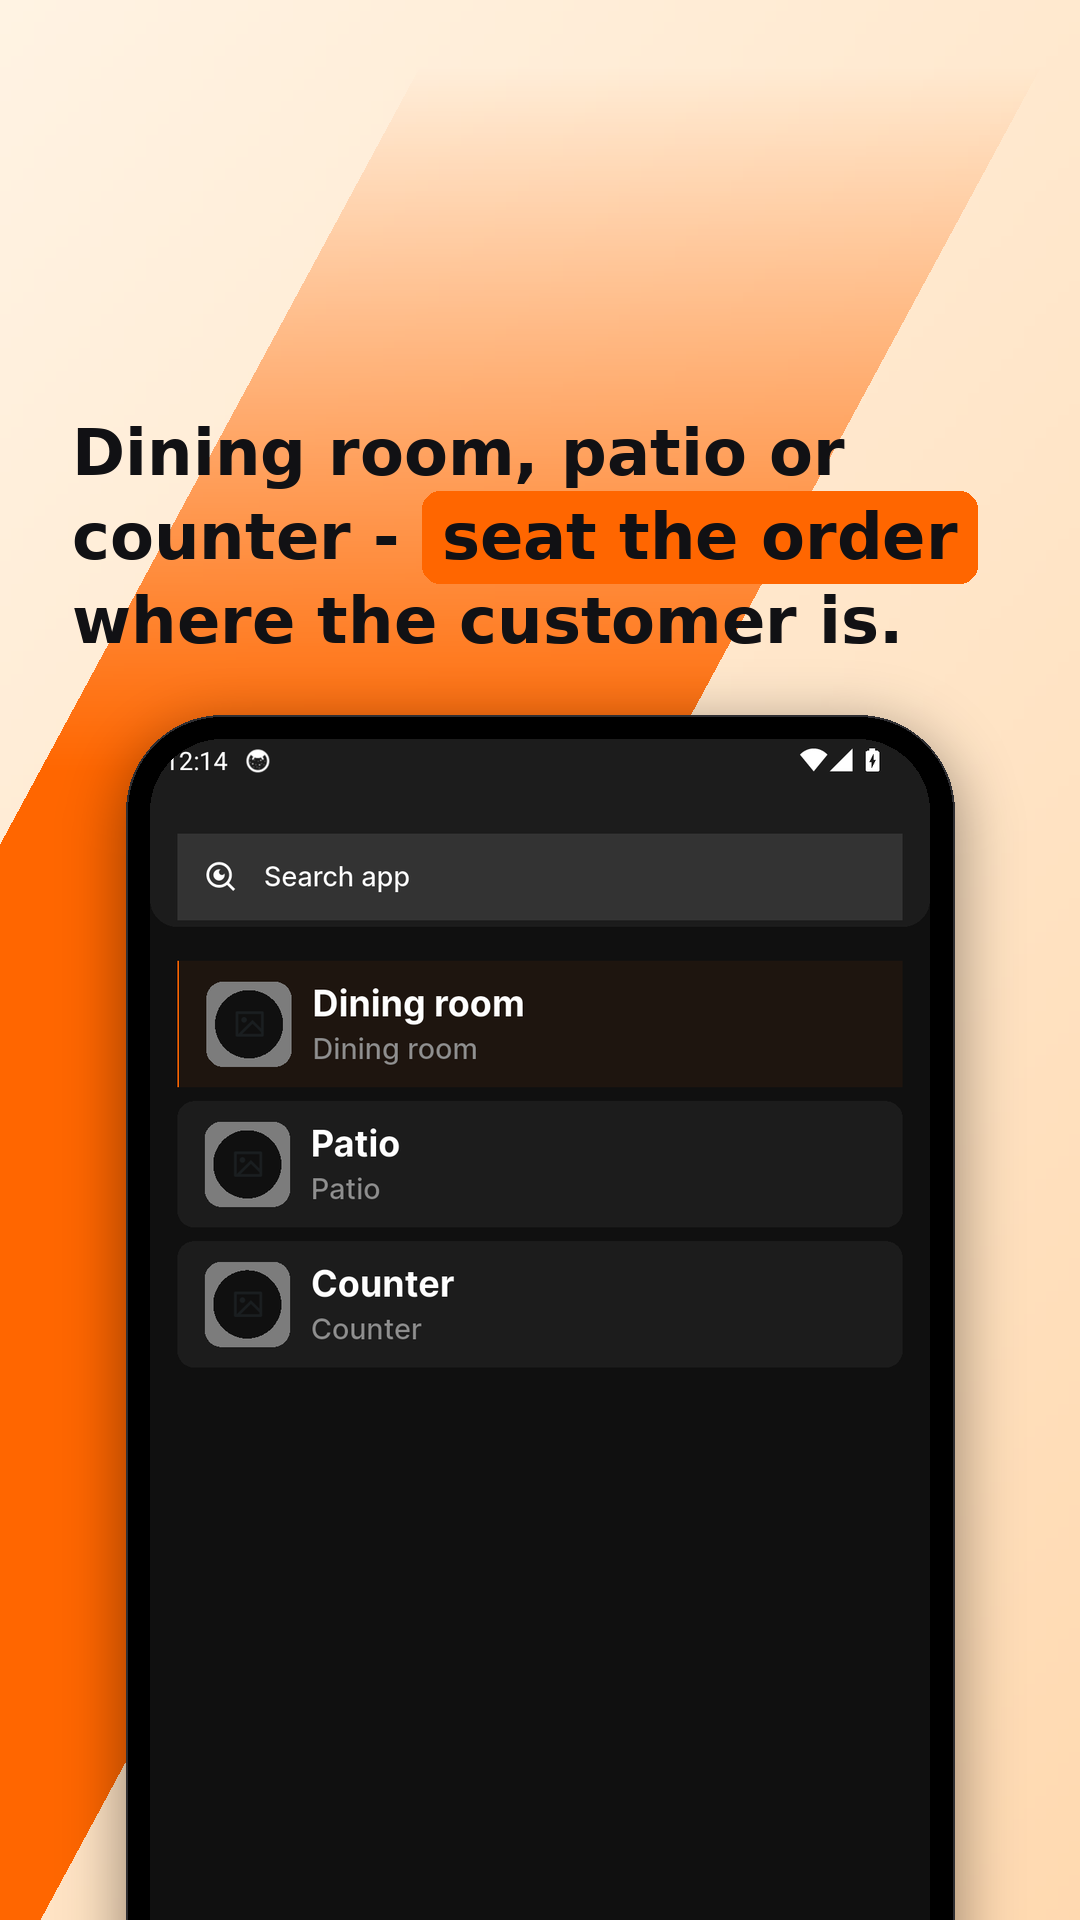 Dining room, patio or
counter - seat the order
where the customer is.
12:14
Search app
Dining room
Dining room
Patio
Patio
Counter
Counter